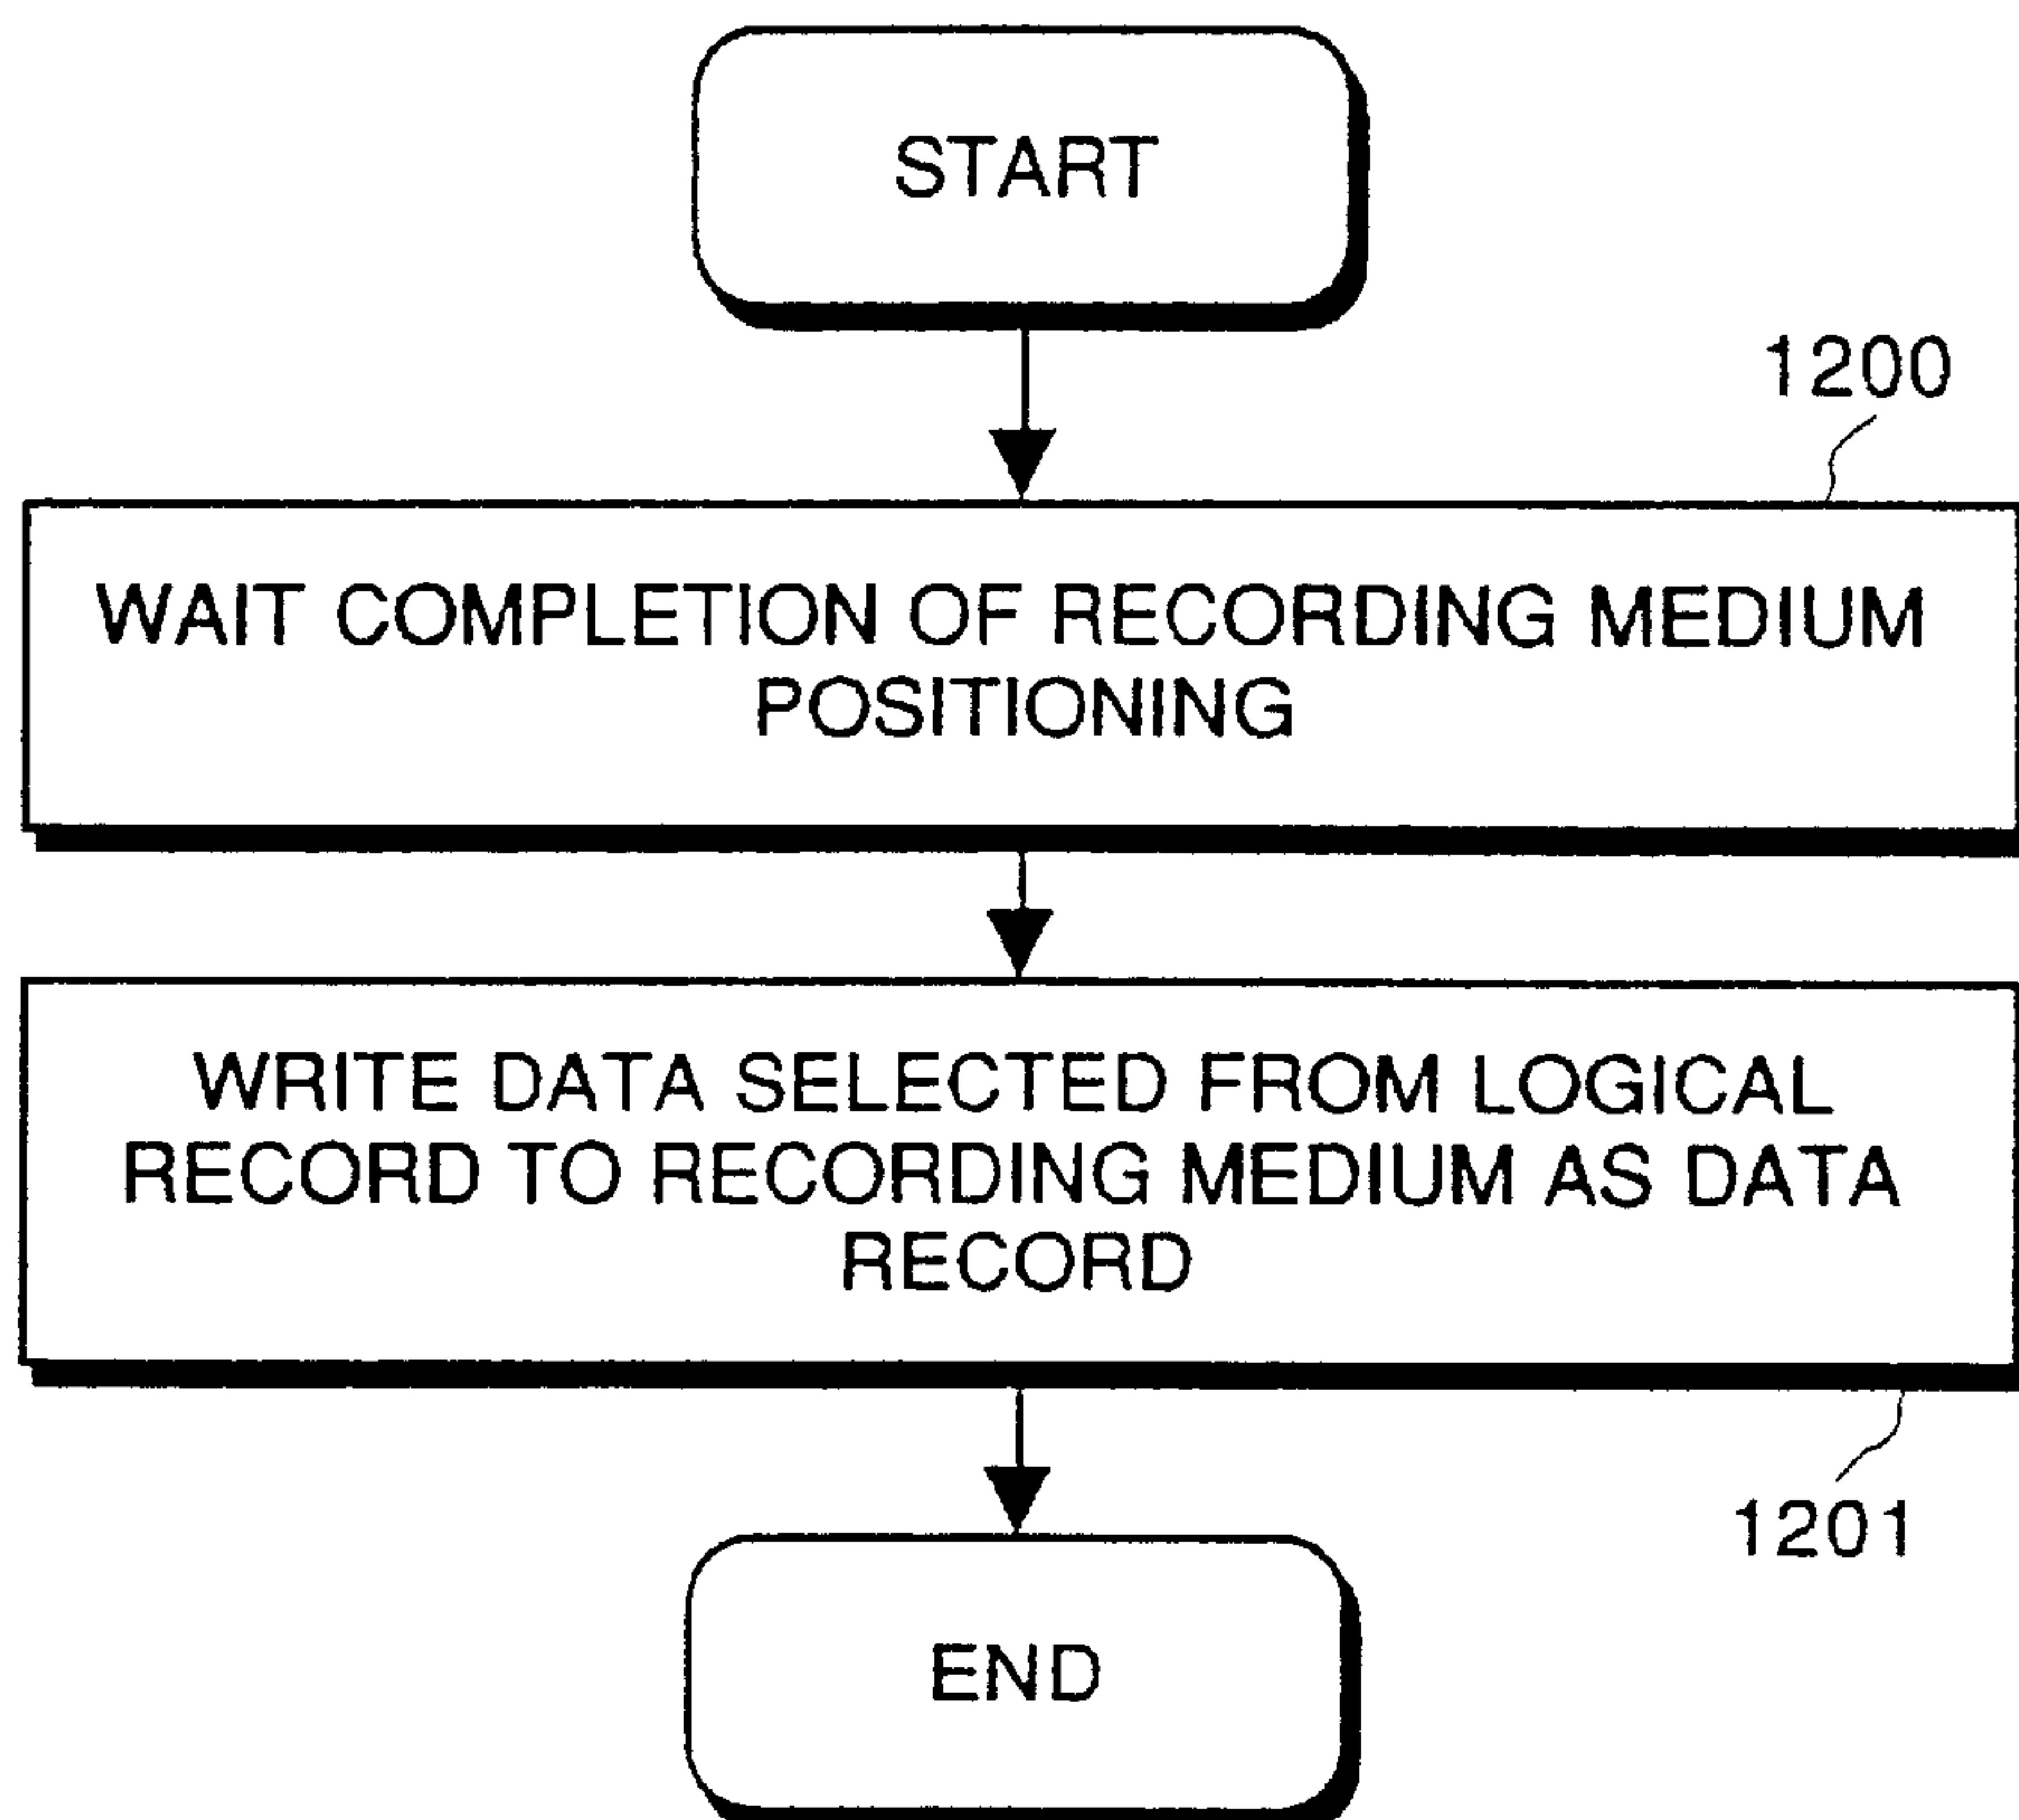 START
1200
WAIT COMPLETION OF RECORDING MEDIUM
POSITIONING
WRITE DATA SELECTED FROM LOGICAL
RECORD TO RECORDING MEDIUM AS DATA
RECORD
1201
END